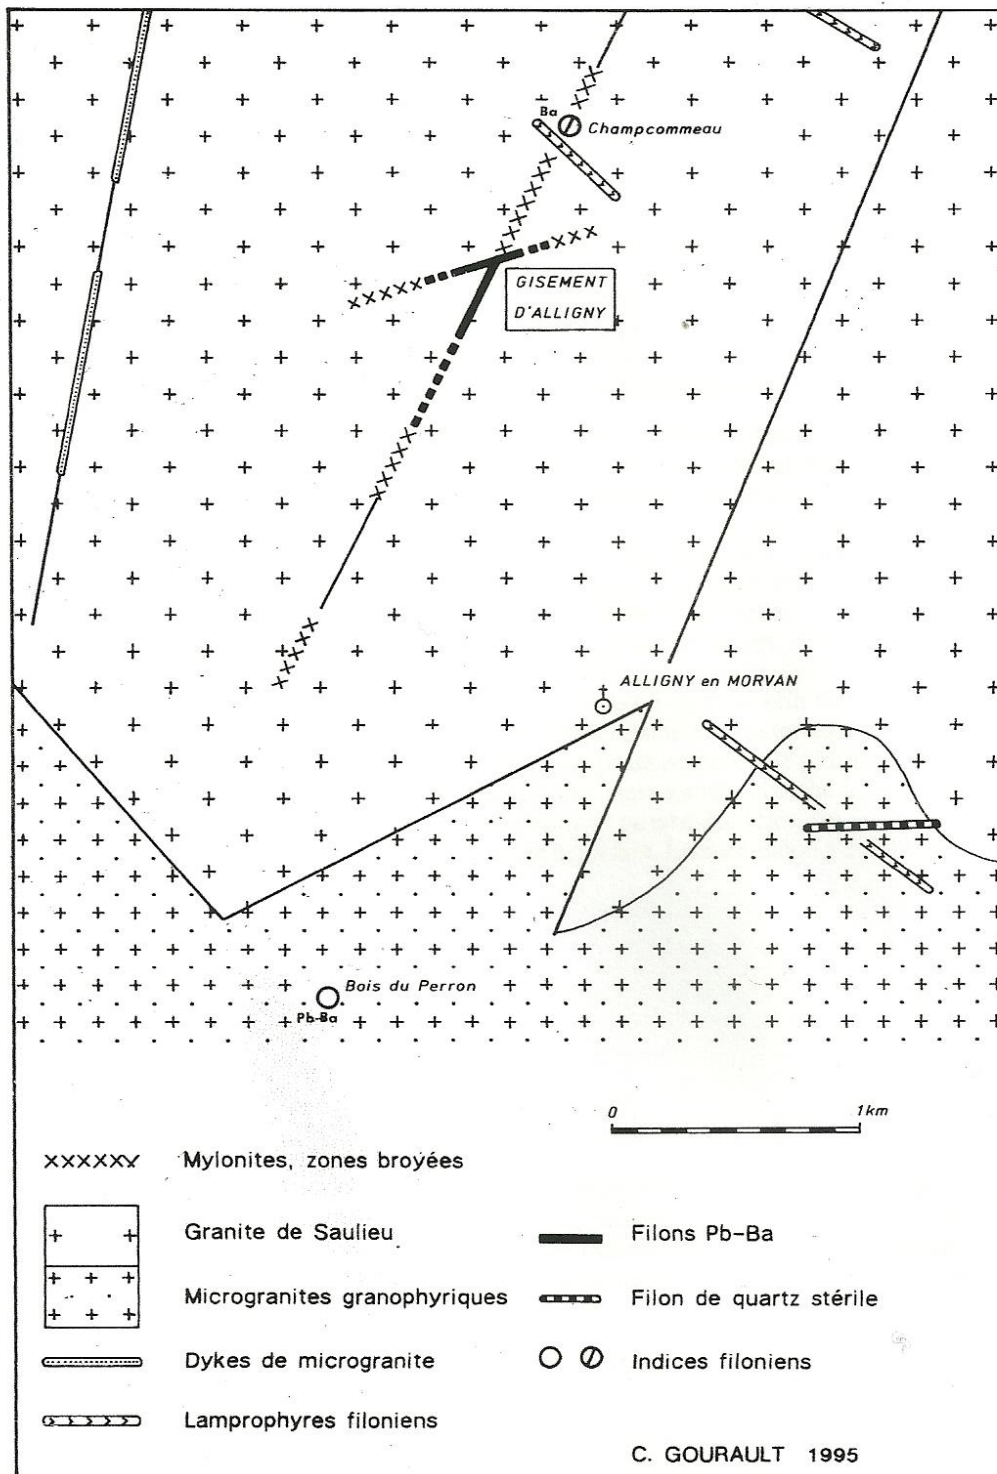 Ba
Champcommeau
GISEMENT
D'ALLIGNY
ALLIGNY en MORVAN
Bois du Perron
Pb-Ba
0 1km
Mylonites, zones broyées
Granite de Saulieu
Filons Pb-Ba
Microgranites granophyriques
Filon de quartz stérile
Dykes de microgranite
Indices filoniens
Lamprophyres filoniens
C. GOURAULT 1995